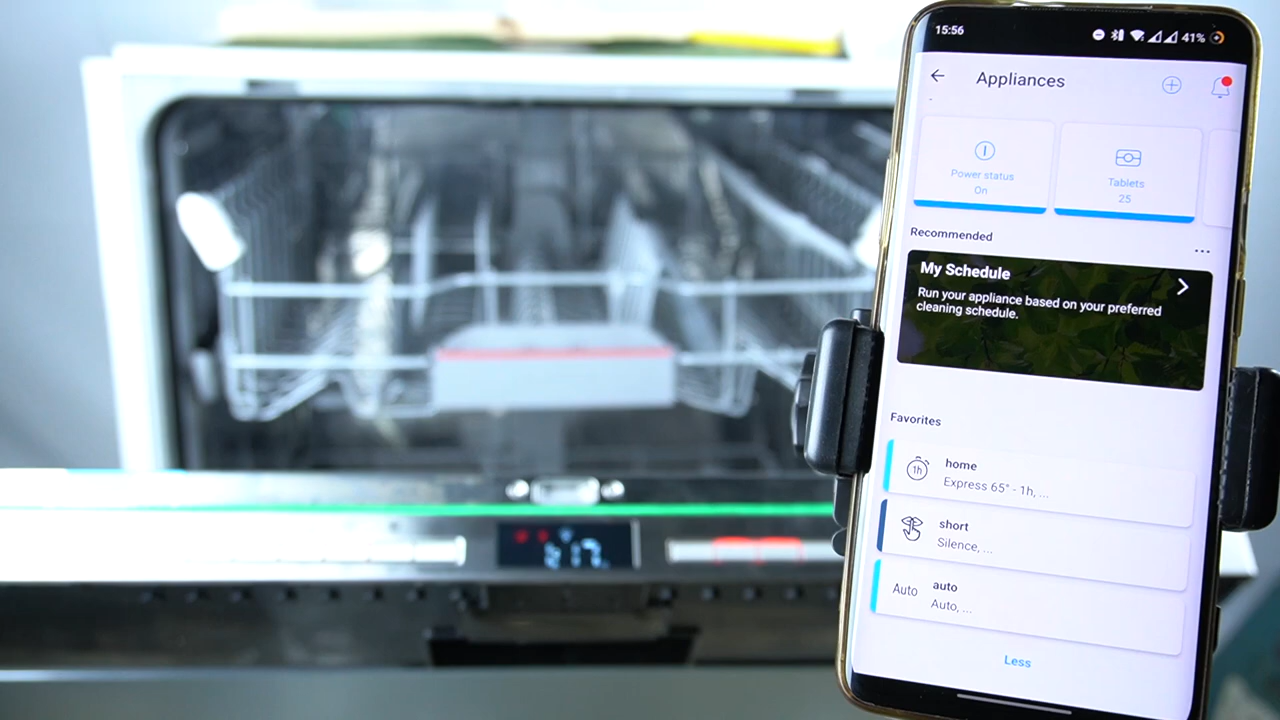 15:56
41%
Appliances
Power status
On
Tablets
25
Recommended
...
My Schedule
Run your appliance based on your preferred
cleaning schedule.
Favorites
1h
home
Express 65° - 1h, ...
short
Silence, ...
Auto
auto
Auto, ...
Less